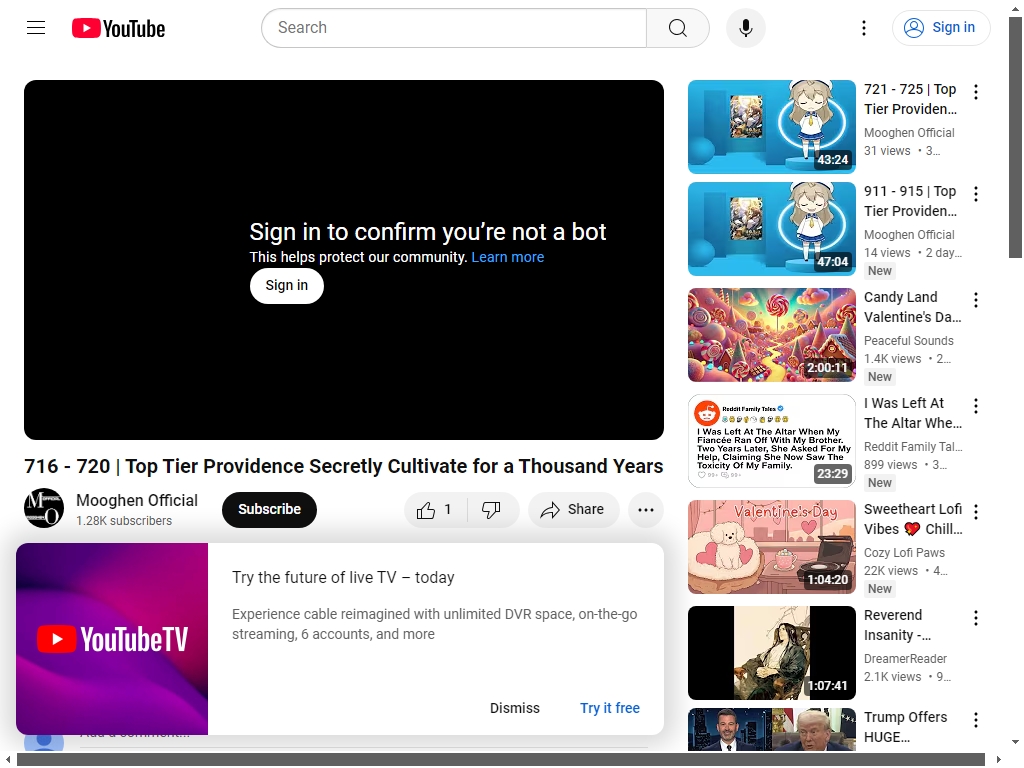 YouTube
Search
Sign in
Sign in to confirm you’re not a bot
This helps protect our community. Learn more
Sign in
716 - 720 | Top Tier Providence Secretly Cultivate for a Thousand Years
Mooghen Official
1.28K subscribers
Subscribe
1
Share
Try the future of live TV – today
Experience cable reimagined with unlimited DVR space, on-the-go
streaming, 6 accounts, and more
YouTubeTV
Dismiss
Try it free
Add a comment...
43:24
721 - 725 | Top
Tier Providen...
Mooghen Official
31 views • 3...
47:04
911 - 915 | Top
Tier Providen...
Mooghen Official
14 views • 2 day...
New
2:00:11
Candy Land
Valentine's Da...
Peaceful Sounds
1.4K views • 2...
New
Reddit Family Tales
I Was Left At The Altar When My
Fiancée Ran Off With My Brother.
Two Years Later, She Asked For My
Help, Claiming She Now Saw The
Toxicity Of My Family.
99+ 99+
23:29
I Was Left At
The Altar Whe...
Reddit Family Tal...
899 views • 3...
New
Valentine's Day
1:04:20
Sweetheart Lofi
Vibes 💘 Chill...
Cozy Lofi Paws
22K views • 4...
New
1:07:41
Reverend
Insanity -...
DreamerReader
2.1K views • 9...
Trump Offers
HUGE...